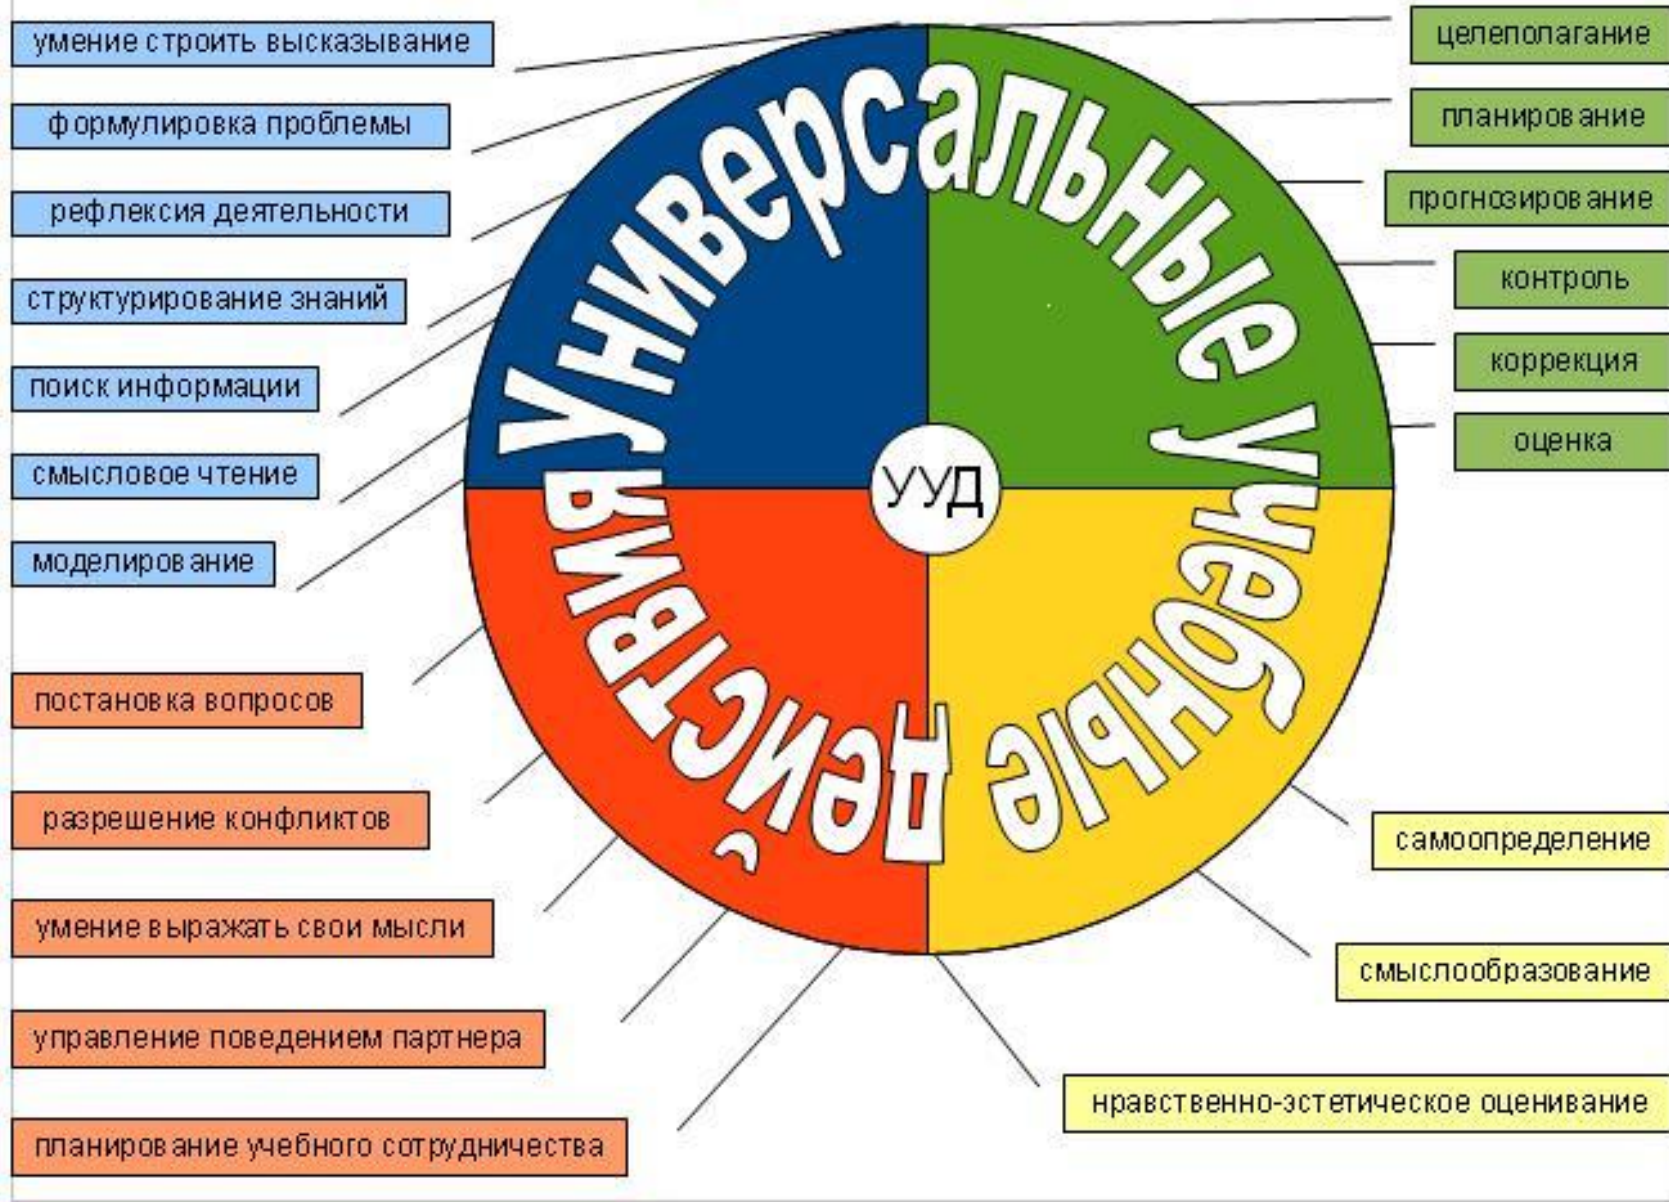 умение строить высказывание
формулировка проблемы
рефлексия деятельности
структурирование знаний
поиск информации
смысловое чтение
моделирование
постановка вопросов
разрешение конфликтов
умение выражать свои мысли
управление поведением партнера
планирование учебного сотрудничества
Универсальные учебные действия
УУД
целеполагание
планирование
прогнозирование
контроль
коррекция
оценка
самоопределение
смыслообразование
нравственно-эстетическое оценивание